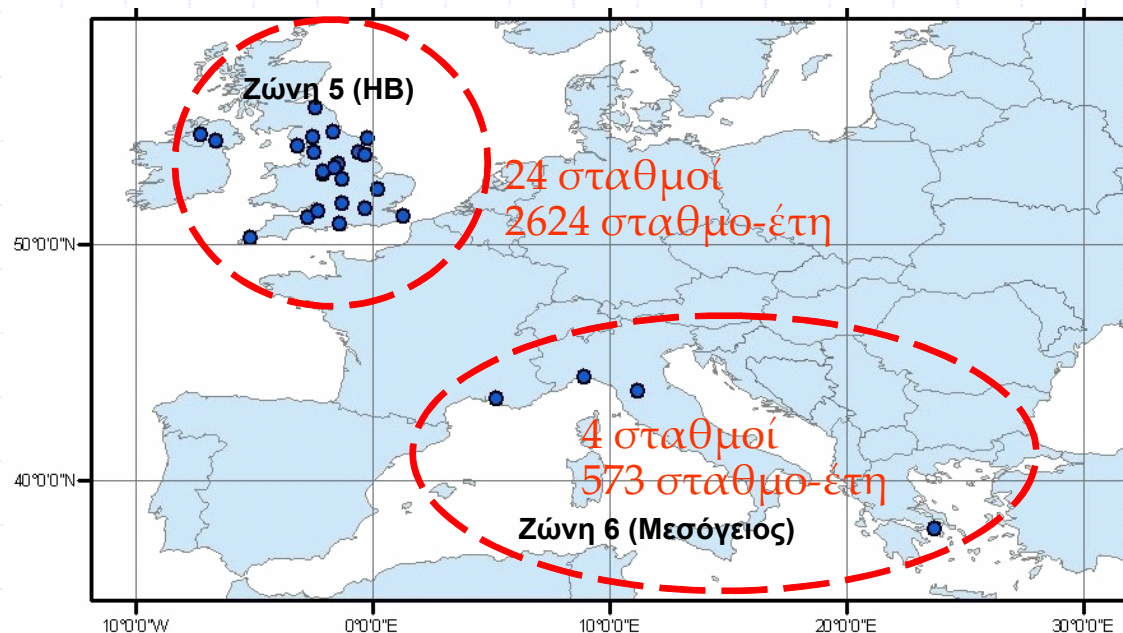 Ζώνη 5 (ΗΒ)
24 σταθμοί
2624 σταθμο-έτη
50°0'0"N
4 σταθμοί
573 σταθμο-έτη
40°0'0"N
Ζώνη 6 (Μεσόγειος)
10°0'0"W
0°0'0"E
10°0'0"E
20°0'0"E
30°0'0"E